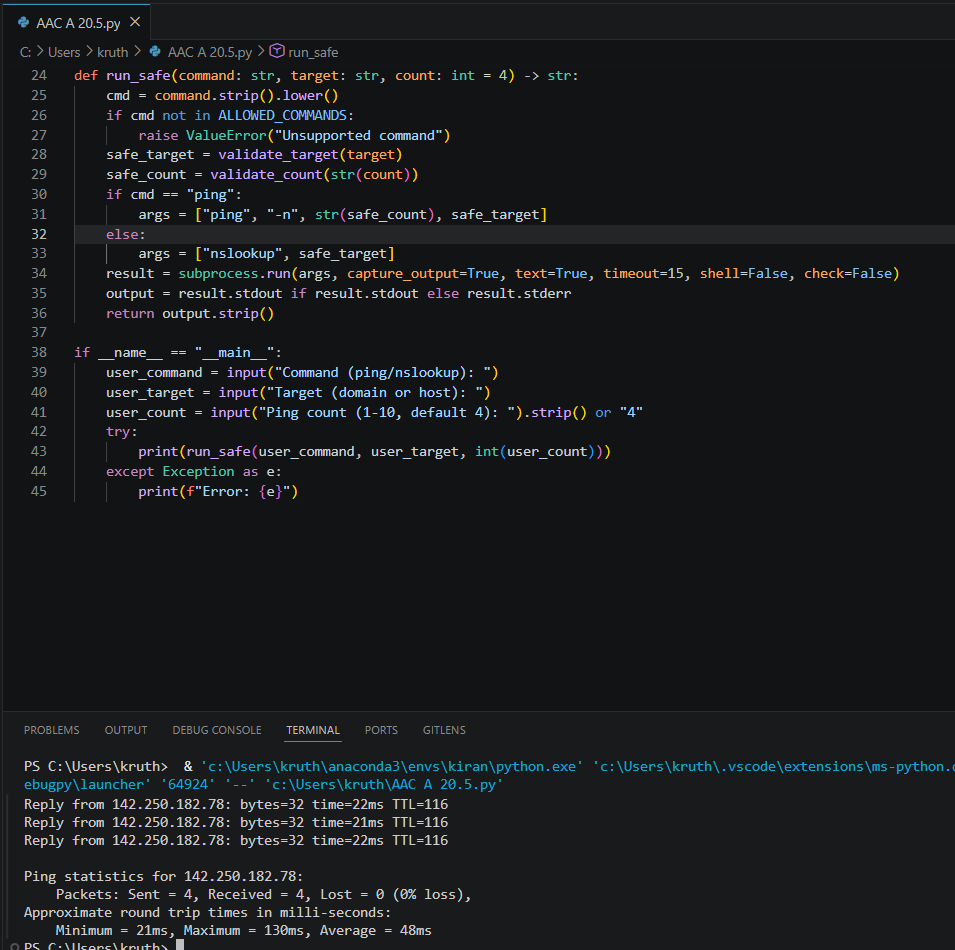 AAC A 20.5.py
C: > Users > kruth > AAC A 20.5.py > run_safe
24 def run_safe(command: str, target: str, count: int = 4) -> str:
25     cmd = command.strip().lower()
26     if cmd not in ALLOWED_COMMANDS:
27         raise ValueError("Unsupported command")
28     safe_target = validate_target(target)
29     safe_count = validate_count(str(count))
30     if cmd == "ping":
31         args = ["ping", "-n", str(safe_count), safe_target]
32     else:
33         args = ["nslookup", safe_target]
34     result = subprocess.run(args, capture_output=True, text=True, timeout=15, shell=False, check=False)
35     output = result.stdout if result.stdout else result.stderr
36     return output.strip()
37
38 if __name__ == "__main__":
39     user_command = input("Command (ping/nslookup): ")
40     user_target = input("Target (domain or host): ")
41     user_count = input("Ping count (1-10, default 4): ").strip() or "4"
42     try:
43         print(run_safe(user_command, user_target, int(user_count)))
44     except Exception as e:
45         print(f"Error: {e}")
PROBLEMS OUTPUT DEBUG CONSOLE TERMINAL PORTS GITLENS
PS C:\Users\kruth>  & 'c:\Users\kruth\anaconda3\envs\kiran\python.exe' 'c:\Users\kruth\.vscode\extensions\ms-python.
ebugpy\launcher' '64924' '--' 'c:\Users\kruth\AAC A 20.5.py'
Reply from 142.250.182.78: bytes=32 time=22ms TTL=116
Reply from 142.250.182.78: bytes=32 time=21ms TTL=116
Reply from 142.250.182.78: bytes=32 time=22ms TTL=116
Ping statistics for 142.250.182.78:
    Packets: Sent = 4, Received = 4, Lost = 0 (0% loss),
Approximate round trip times in milli-seconds:
    Minimum = 21ms, Maximum = 130ms, Average = 48ms
PS C:\Users\kruth>